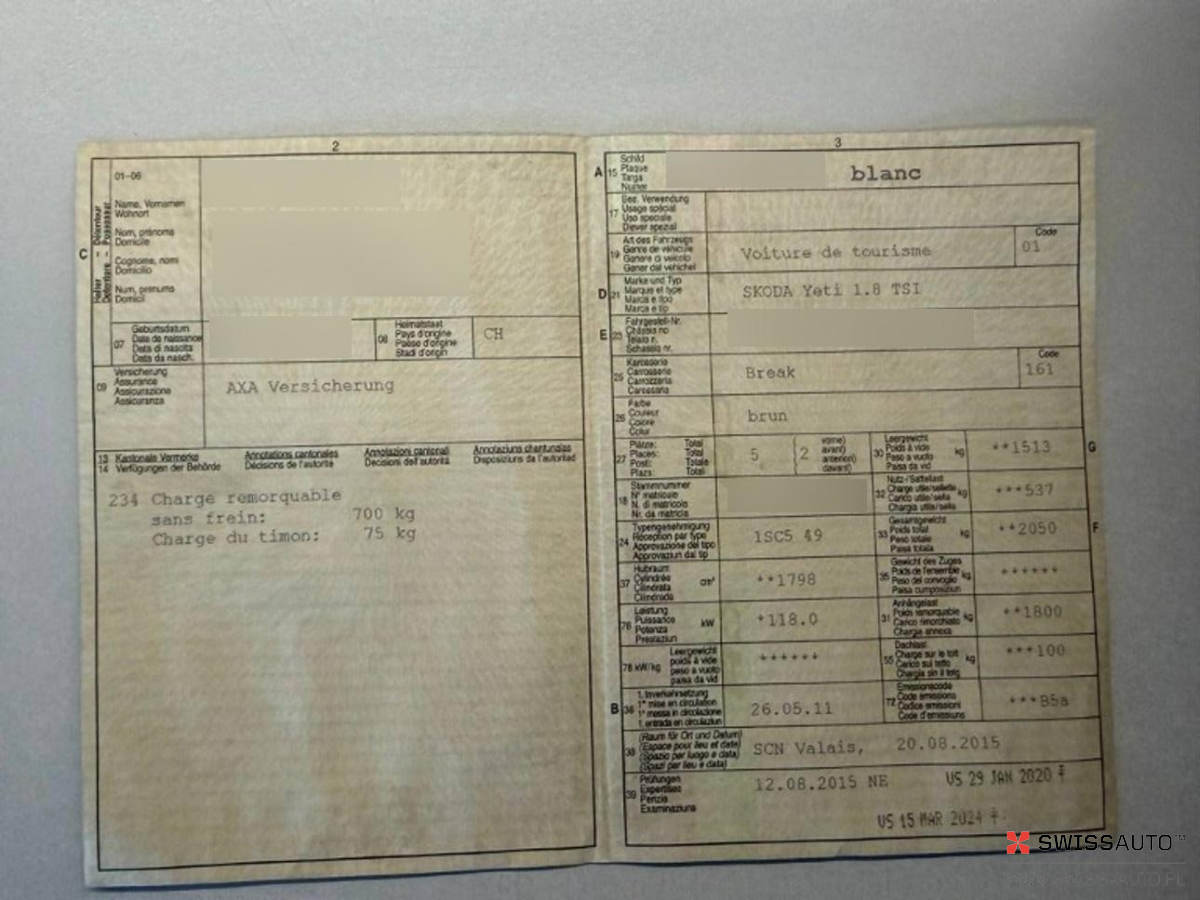 2
01-06
Halter
Détenteur
Detentore
Possessur
C
Name, Vornamen
Wohnort
Nom, prénoms
Domicile
Cognome, nomi
Domicilio
Num, prenums
Domicil
07
Geburtsdatum
Date de naissance
Data di nascita
Data da nasch.
08
Heimatstaat
Pays d'origine
Paese d'origine
Stadi d'origin
CH
09
Versicherung
Assurance
Assicurazione
Assicuranza
AXA Versicherung
13 Kantonale Vermerke
14 Verfügungen der Behörde
Annotations cantonales
Décisions de l'autorité
Annotazioni cantonali
Decisioni dell'autorità
Annotaziuns chantunalas
Disposiziuns da l'autoritad
234 Charge remorquable
sans frein: 700 kg
Charge du timon: 75 kg
3
A 15
Schild
Plaque
Targa
Numer
blanc
17
Bes. Verwendung
Usage spécial
Uso speciale
Diever spezial
19
Art des Fahrzeugs
Genre de véhicule
Genere di veicolo
Gener dal vehichel
Voiture de tourisme
Code
01
D 21
Marke und Typ
Marque et type
Marca e tipo
Marca e tip
SKODA Yeti 1.8 TSI
E 23
Fahrgestell-Nr.
Châssis no
Telaio n.
Schassis nr.
25
Karosserie
Carrosserie
Carrozzeria
Carossaria
Break
Code
161
26
Farbe
Couleur
Colore
Colur
brun
27
Plätze: Total
Places: Total
Posti: Totale
Plazs: Total
5
(2
vorne)
avant)
anteriori)
davant)
30
Leergewicht
Poids à vide
Peso a vuoto
Paisa da vid
kg
**1513
G
18
Stammnummer
N° matricule
N. di matricola
Nr. da matricla
32
Nutz-/Sattellast
Charge utile/sellette
Carico utile/sella
Chargia utila/sella
kg
***537
24
Typengenehmigung
Réception par type
Approvazione del tipo
Approvaziun dal tip
1SC5 49
33
Gesamtgewicht
Poids total
Peso totale
Paisa totala
kg
**2050
F
37
Hubraum
Cylindrée
Cilindrata
Cilindrada
cm³
**1798
35
Gewicht des Zuges
Poids de l'ensemble
Peso del convoglio
Paisa cumposiziun
kg
******
76
Leistung
Puissance
Potenza
Prestaziun
kW
*118.0
31
Anhängelast
Poids remorquable
Carico rimorchiato
Chargia annexa
kg
**1800
78 kW/kg
Leergewicht
poids à vide
peso a vuoto
paisa da vid
******
55
Dachlast
Charge sur le toit
Carico sul tetto
Chargia sin il tetg
kg
***100
B 36
1. Inverkehrsetzung
1re mise en circulation
1a messa in circolazione
1. entrada en circulaziun
26.05.11
72
Emissionscode
Code émissions
Codice emissioni
Code d'emissiuns
***B5a
38
(Raum für Ort und Datum)
(Espace pour lieu et date)
(Spazio per luogo e data)
(Spazi per lieu e data)
SCN Valais, 20.08.2015
39
Prüfungen
Expertises
Perizie
Examinaziuns
12.08.2015 NE
VS 29 JAN 2020
VS 15 MAR 2024
SWISSAUTO™